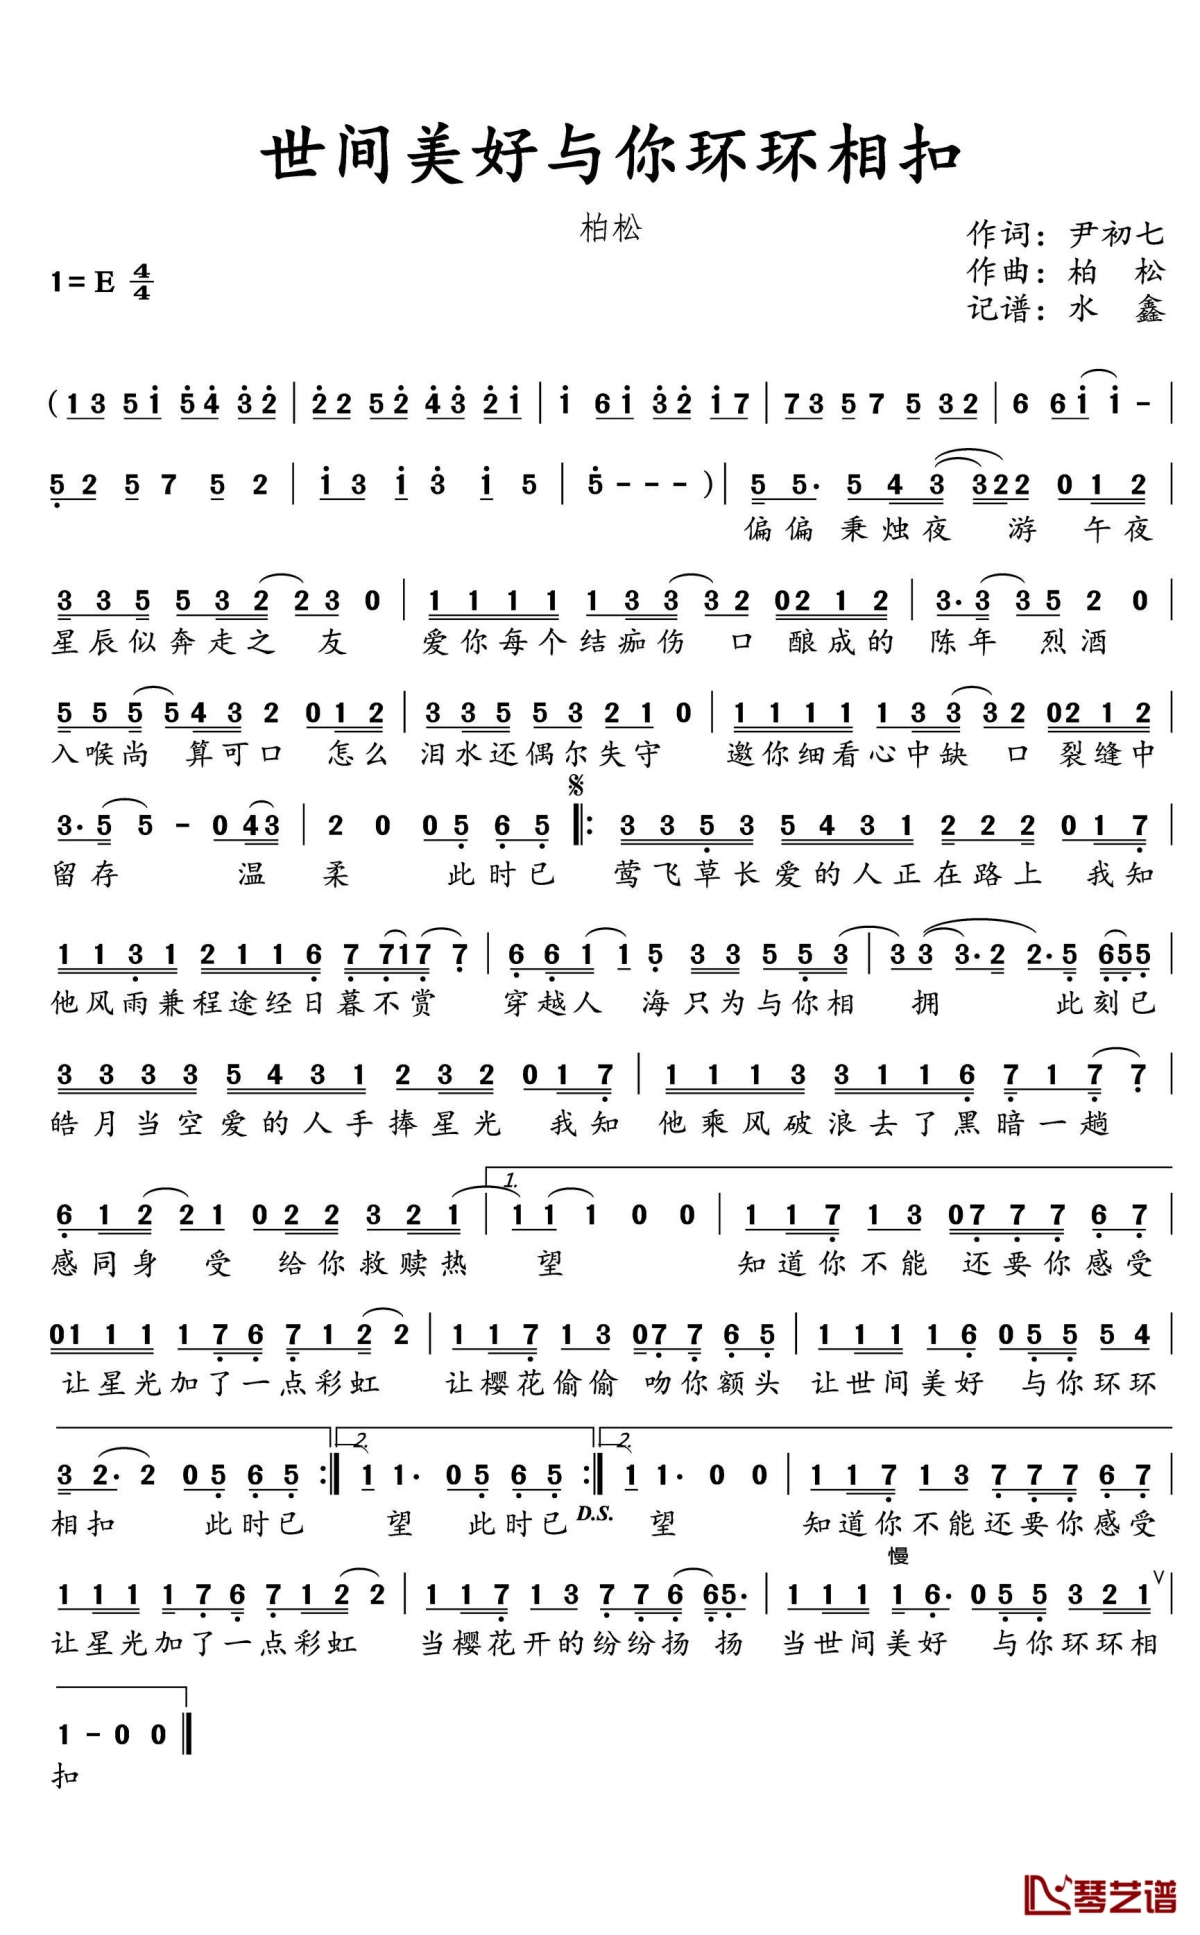 世间美好与你环环相扣
柏松
作词：尹初七
1= E 4/4
作曲：柏 松
记谱：水 鑫
(13 51 54 32 | 22 52 43 21 | 1 61 32 17 | 73 57 5 32 | 6 61 1 - |
5 2 5 7 5 2 | 1 3 1 3 1 5 | 5 - - - ) | 5 5· 5 4 3 322 0 1 2 |
偏偏 秉烛夜 游 午夜
3 3 5 5 3 2 2 3 0 | 1 1 1 1 1 3 3 3 2 02 1 2 | 3· 3 3 5 2 0 |
星辰似奔走之 友 爱你每个结痂伤 口 酿成的 陈年 烈酒
5 5 5 5 4 3 2 0 1 2 | 3 3 5 5 3 2 1 0 | 1 1 1 1 1 3 3 3 2 02 1 2 |
入喉尚 算可口 怎么 泪水还偶尔失守 邀你细看心中缺 口 裂缝中
3· 5 5 - 0 4 3 | 2 0 0 5 6 5 𝄋 ‖: 3 3 5 3 5 4 3 1 2 2 2 0 1 7 |
留存 温 柔 此时已 莺飞草长爱的人正在路上 我知
1 1 3 1 2 1 1 6 7 7 1 7 7 | 6 6 1 1 5 3 3 5 5 3 | 3 3 3· 2 2· 5 6 5 5 |
他风雨兼程途经日暮不赏 穿越人 海只为与你相 拥 此刻已
3 3 3 3 5 4 3 1 2 3 2 0 1 7 | 1 1 1 3 3 1 1 6 7 1 7 7 |
皓月当空爱的人手捧星光 我知 他乘风破浪去了黑暗一趟
1.
6 1 2 2 1 0 2 2 3 2 1 | 1 1 1 0 0 | 1 1 7 1 3 07 7 7 6 7 |
感同身 受 给你救赎热 望 知道你不能 还要你感受
01 1 1 1 7 6 7 1 2 2 | 1 1 7 1 3 07 7 6 5 | 1 1 1 1 6 0 5 5 5 4 |
让星光加了一点彩虹 让樱花偷偷 吻你额头 让世间美好 与你环环
2. 2.
3 2· 2 0 5 6 5 :‖ 1 1· 0 5 6 5 :‖ 1 1· 0 0 | 1 1 7 1 3 7 7 7 6 7 |
相扣 此时已 望 此时已 D.S. 望 知道你不能还要你感受
慢
1 1 1 1 7 6 7 1 2 2 | 1 1 7 1 3 7 7 6 6 5· | 1 1 1 1 6· 0 5 5 3 2 1 V |
让星光加了一点彩虹 当樱花开的纷纷扬 扬 当世间美好 与你环环相
1 - 0 0 ‖
扣
琴艺谱